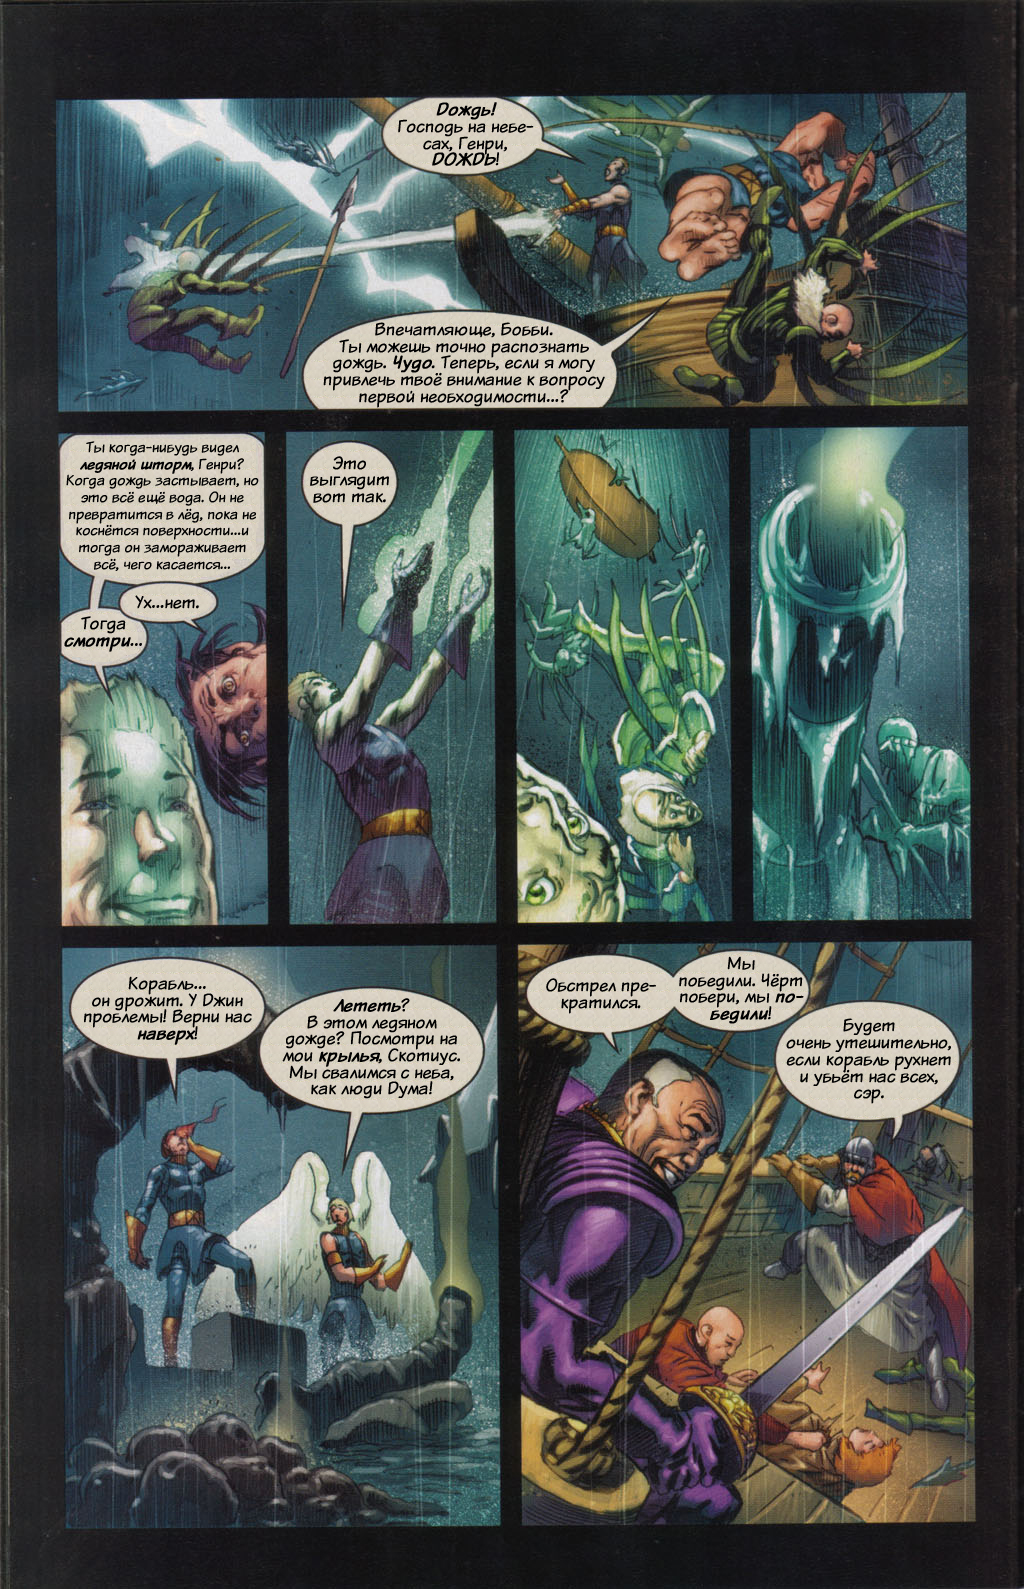 Dождь!
Господь на небе-
сах, Генри,
DОЖDЬ!
Впечатляюще, Бобби.
Ты можешь точно распознать
дождь. Чудо. Теперь, если я могу
привлечь твоё внимание к вопросу
первой необходимости...?
Ты когда-нибудь видел
ледяной шторм, Генри?
Когда дождь застывает, но
это всё ещё вода. Он не
превратится в лёд, пока не
коснётся поверхности...и
тогда он замораживает
всё, чего касается...
Ух...нет.
Тогда
смотри...
Это
выглядит
вот так.
Корабль...
он дрожит. У Dжин
проблемы! Верни нас
наверх!
Лететь?
В этом ледяном
дожде? Посмотри на
мои крылья, Скотиус.
Мы свалимся с неба,
как люди Dума!
Обстрел пре-
кратился.
Мы
победили. Чёрт
побери, мы по-
бедили!
Будет
очень утешительно,
если корабль рухнет
и убьёт нас всех,
сэр.